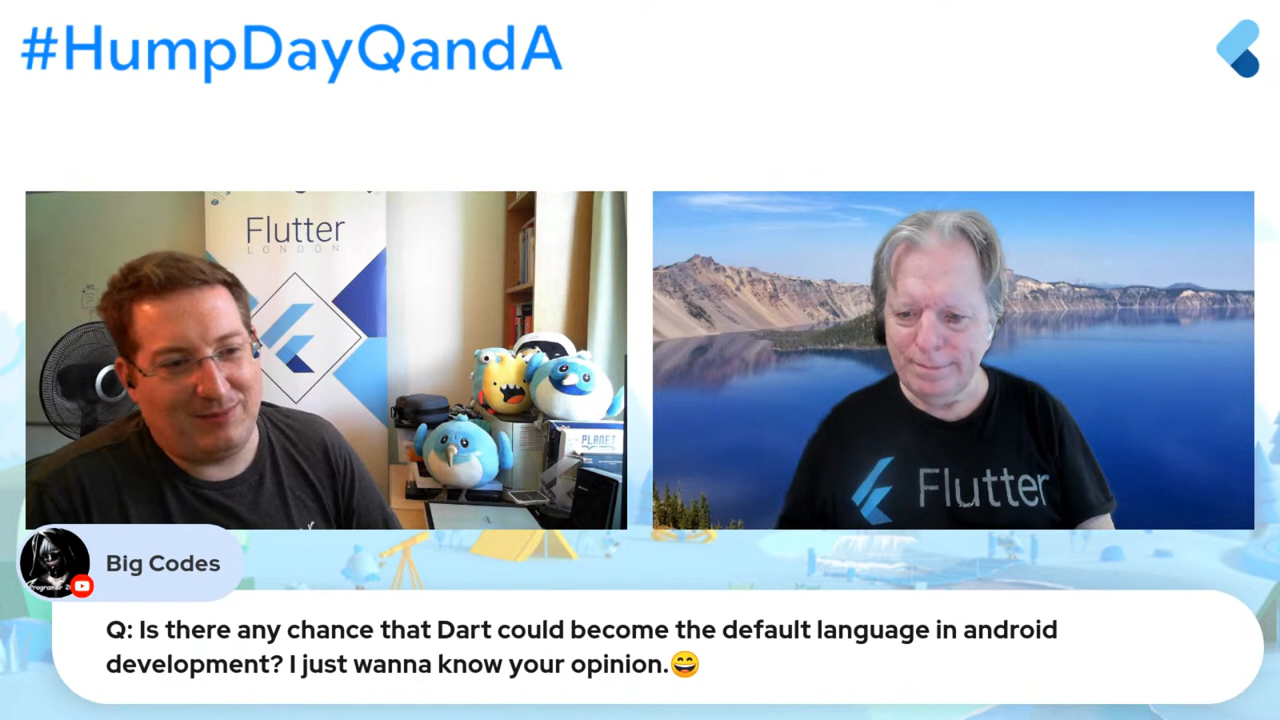 #HumpDayQandA
Flutter
LONDON
PLANET
Flutter
Big Codes
Q: Is there any chance that Dart could become the default language in android
development? I just wanna know your opinion.😄